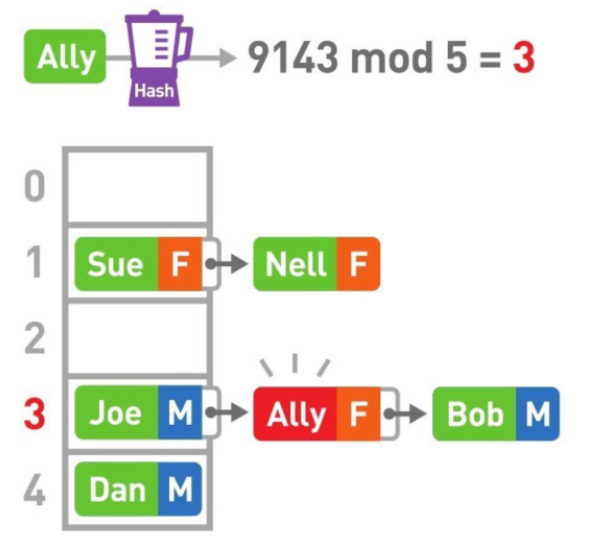 Ally Hash 9143 mod 5 = 3
0
1 Sue F Nell F
2
3 Joe M Ally F Bob M
4 Dan M